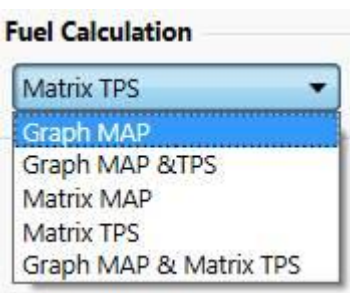 Fuel Calculation
Matrix TPS
Graph MAP
Graph MAP &TPS
Matrix MAP
Matrix TPS
Graph MAP & Matrix TPS